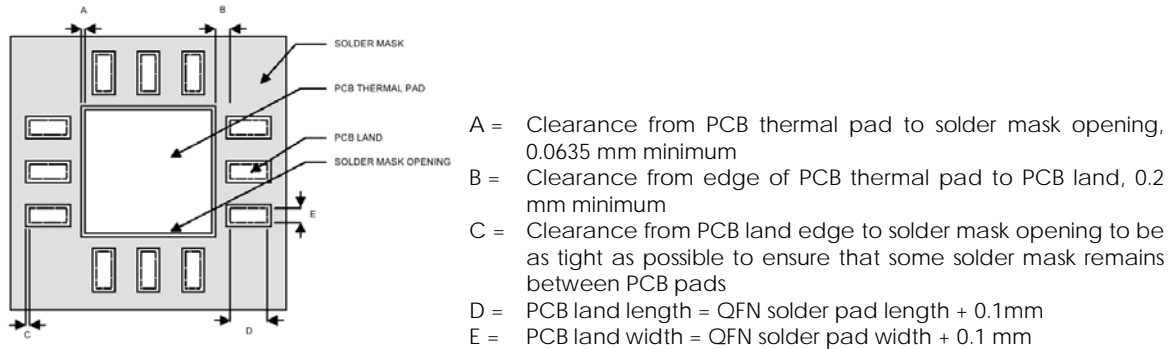 A
B
SOLDER MASK
PCB THERMAL PAD
PCB LAND
SOLDER MASK OPENING
E
C
D
A = Clearance from PCB thermal pad to solder mask opening,
0.0635 mm minimum
B = Clearance from edge of PCB thermal pad to PCB land, 0.2
mm minimum
C = Clearance from PCB land edge to solder mask opening to be
as tight as possible to ensure that some solder mask remains
between PCB pads
D = PCB land length = QFN solder pad length + 0.1mm
E = PCB land width = QFN solder pad width + 0.1 mm